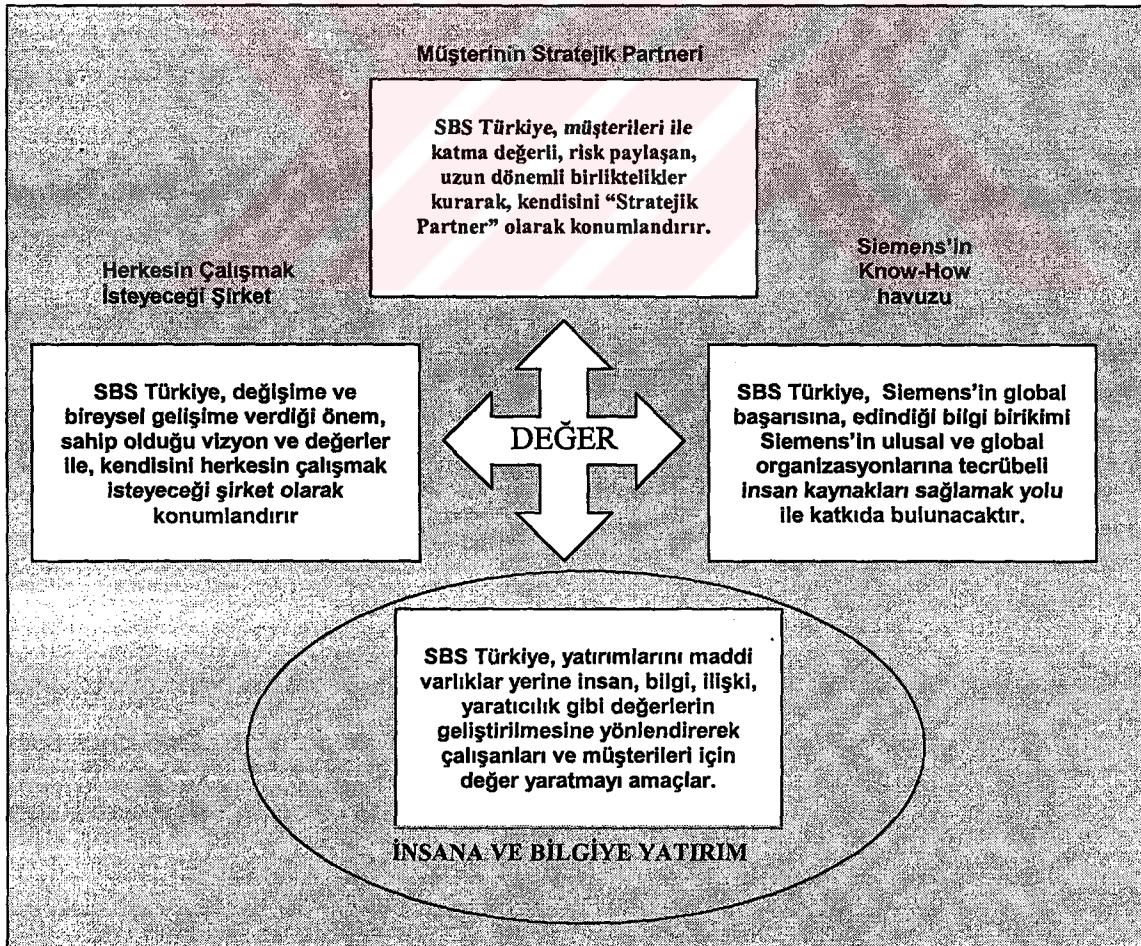 Müşterinin Stratejik Partneri
SBS Türkiye, müşterileri ile
katma değerli, risk paylaşan,
uzun dönemli birliktelikler
kurarak, kendisini “Stratejik
Partner” olarak konumlandırır.
Herkesin Çalışmak
İsteyeceği Şirket
Siemens’in
Know-How
havuzu
SBS Türkiye, değişime ve
bireysel gelişime verdiği önem,
sahip olduğu vizyon ve değerler
ile, kendisini herkesin çalışmak
isteyeceği şirket olarak
konumlandırır
DEĞER
SBS Türkiye, Siemens’in global
başarısına, edindiği bilgi birikimi
Siemens’in ulusal ve global
organizasyonlarına tecrübeli
insan kaynakları sağlamak yolu
ile katkıda bulunacaktır.
SBS Türkiye, yatırımlarını maddi
varlıklar yerine insan, bilgi, ilişki,
yaratıcılık gibi değerlerin
geliştirilmesine yönlendirerek
çalışanları ve müşterileri için
değer yaratmayı amaçlar.
İNSANA VE BİLGİYE YATIRIM